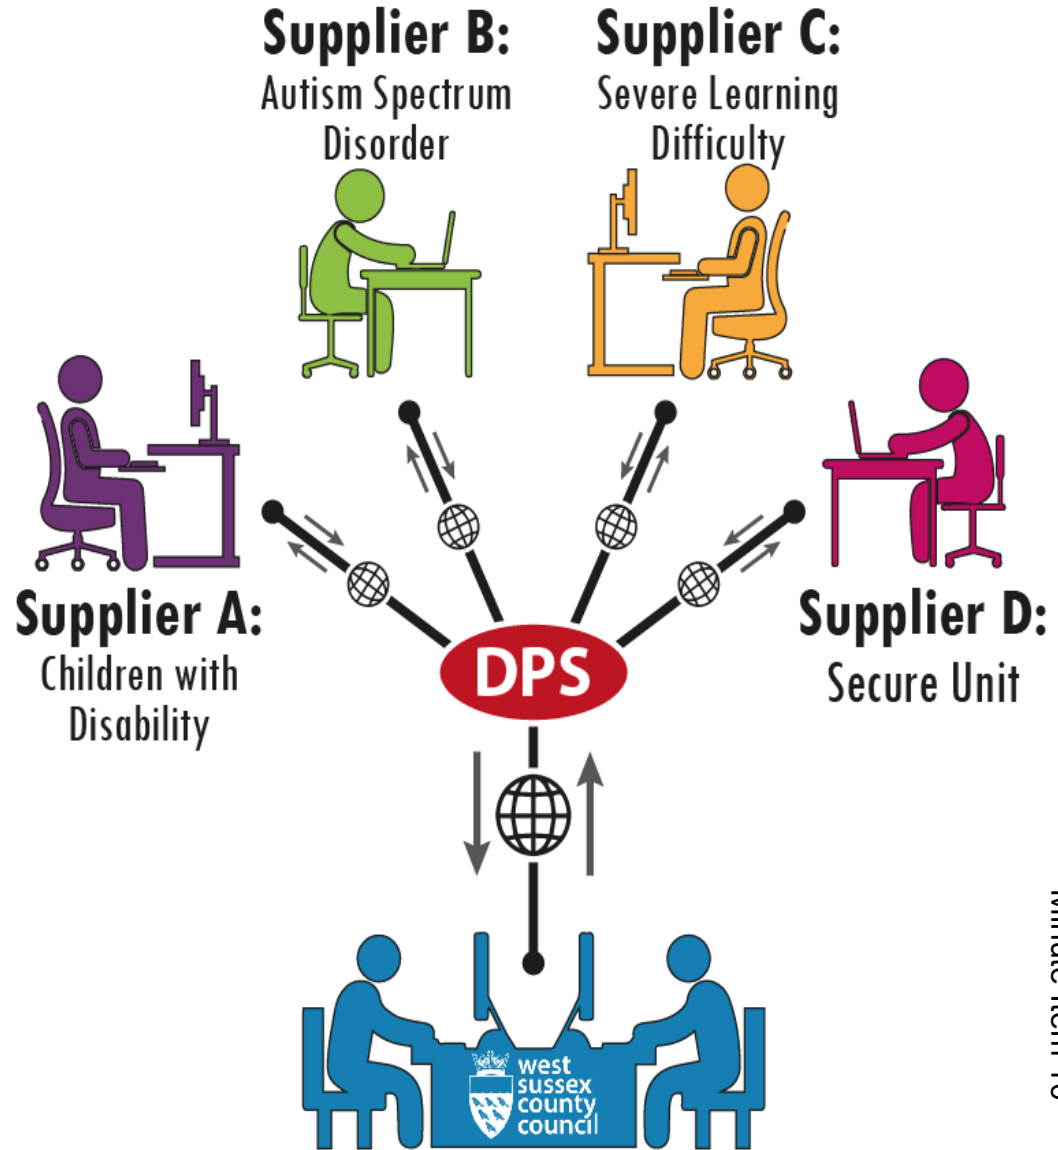 Supplier B:
Autism Spectrum
Disorder
Supplier C:
Severe Learning
Difficulty
Supplier A:
Children with
Disability
Supplier D:
Secure Unit
DPS
west
sussex
county
council